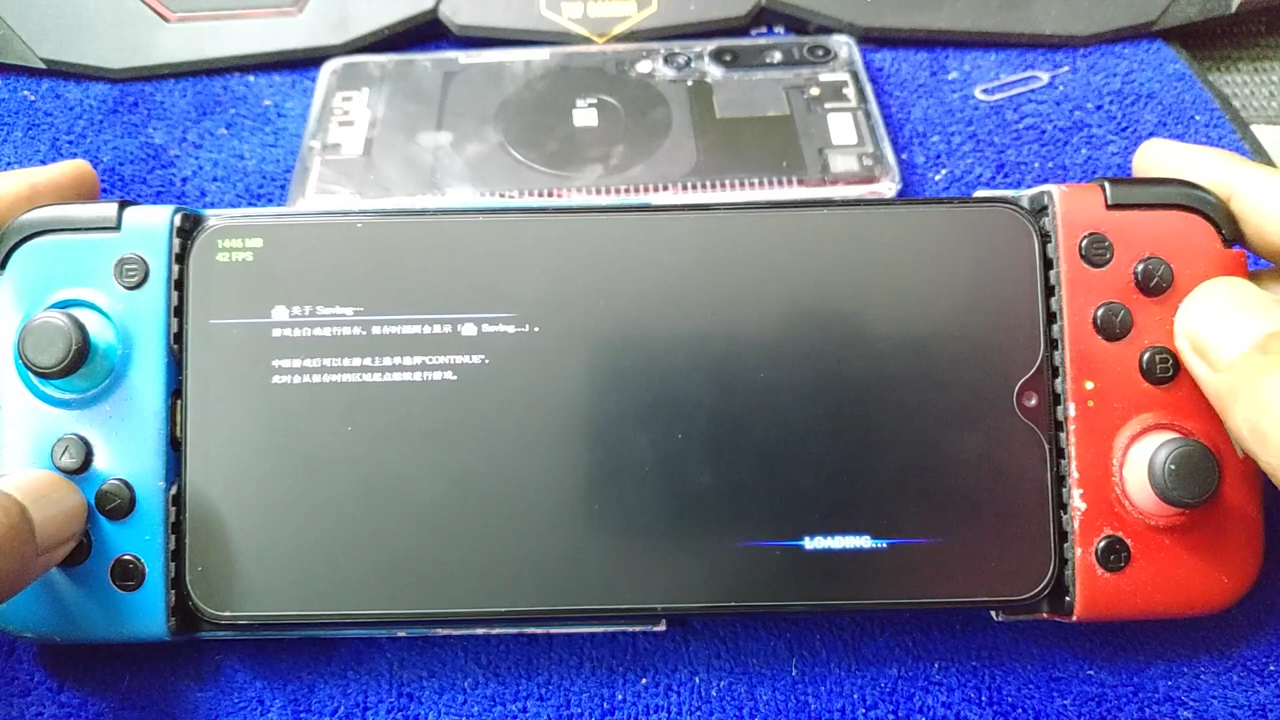 TUF GAMING
1446 MB
42 FPS
关于 Saving…
游戏会自动进行保存。保存时画面会显示「 Saving…」。
中断游戏后可以在游戏主选单选择“CONTINUE”。
此时会从保存时的区域起点继续进行游戏。
LOADING...
S
X
Y
B